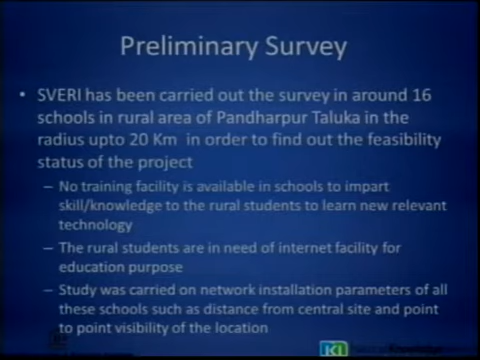 Preliminary Survey
• SVERI has been carried out the survey in around 16
schools in rural area of Pandharpur Taluka in the
radius upto 20 Km in order to find out the feasibility
status of the project
– No training facility is available in schools to impart
skill/knowledge to the rural students to learn new relevant
technology
– The rural students are in need of internet facility for
education purpose
– Study was carried on network installation parameters of all
these schools such as distance from central site and point
to point visibility of the location